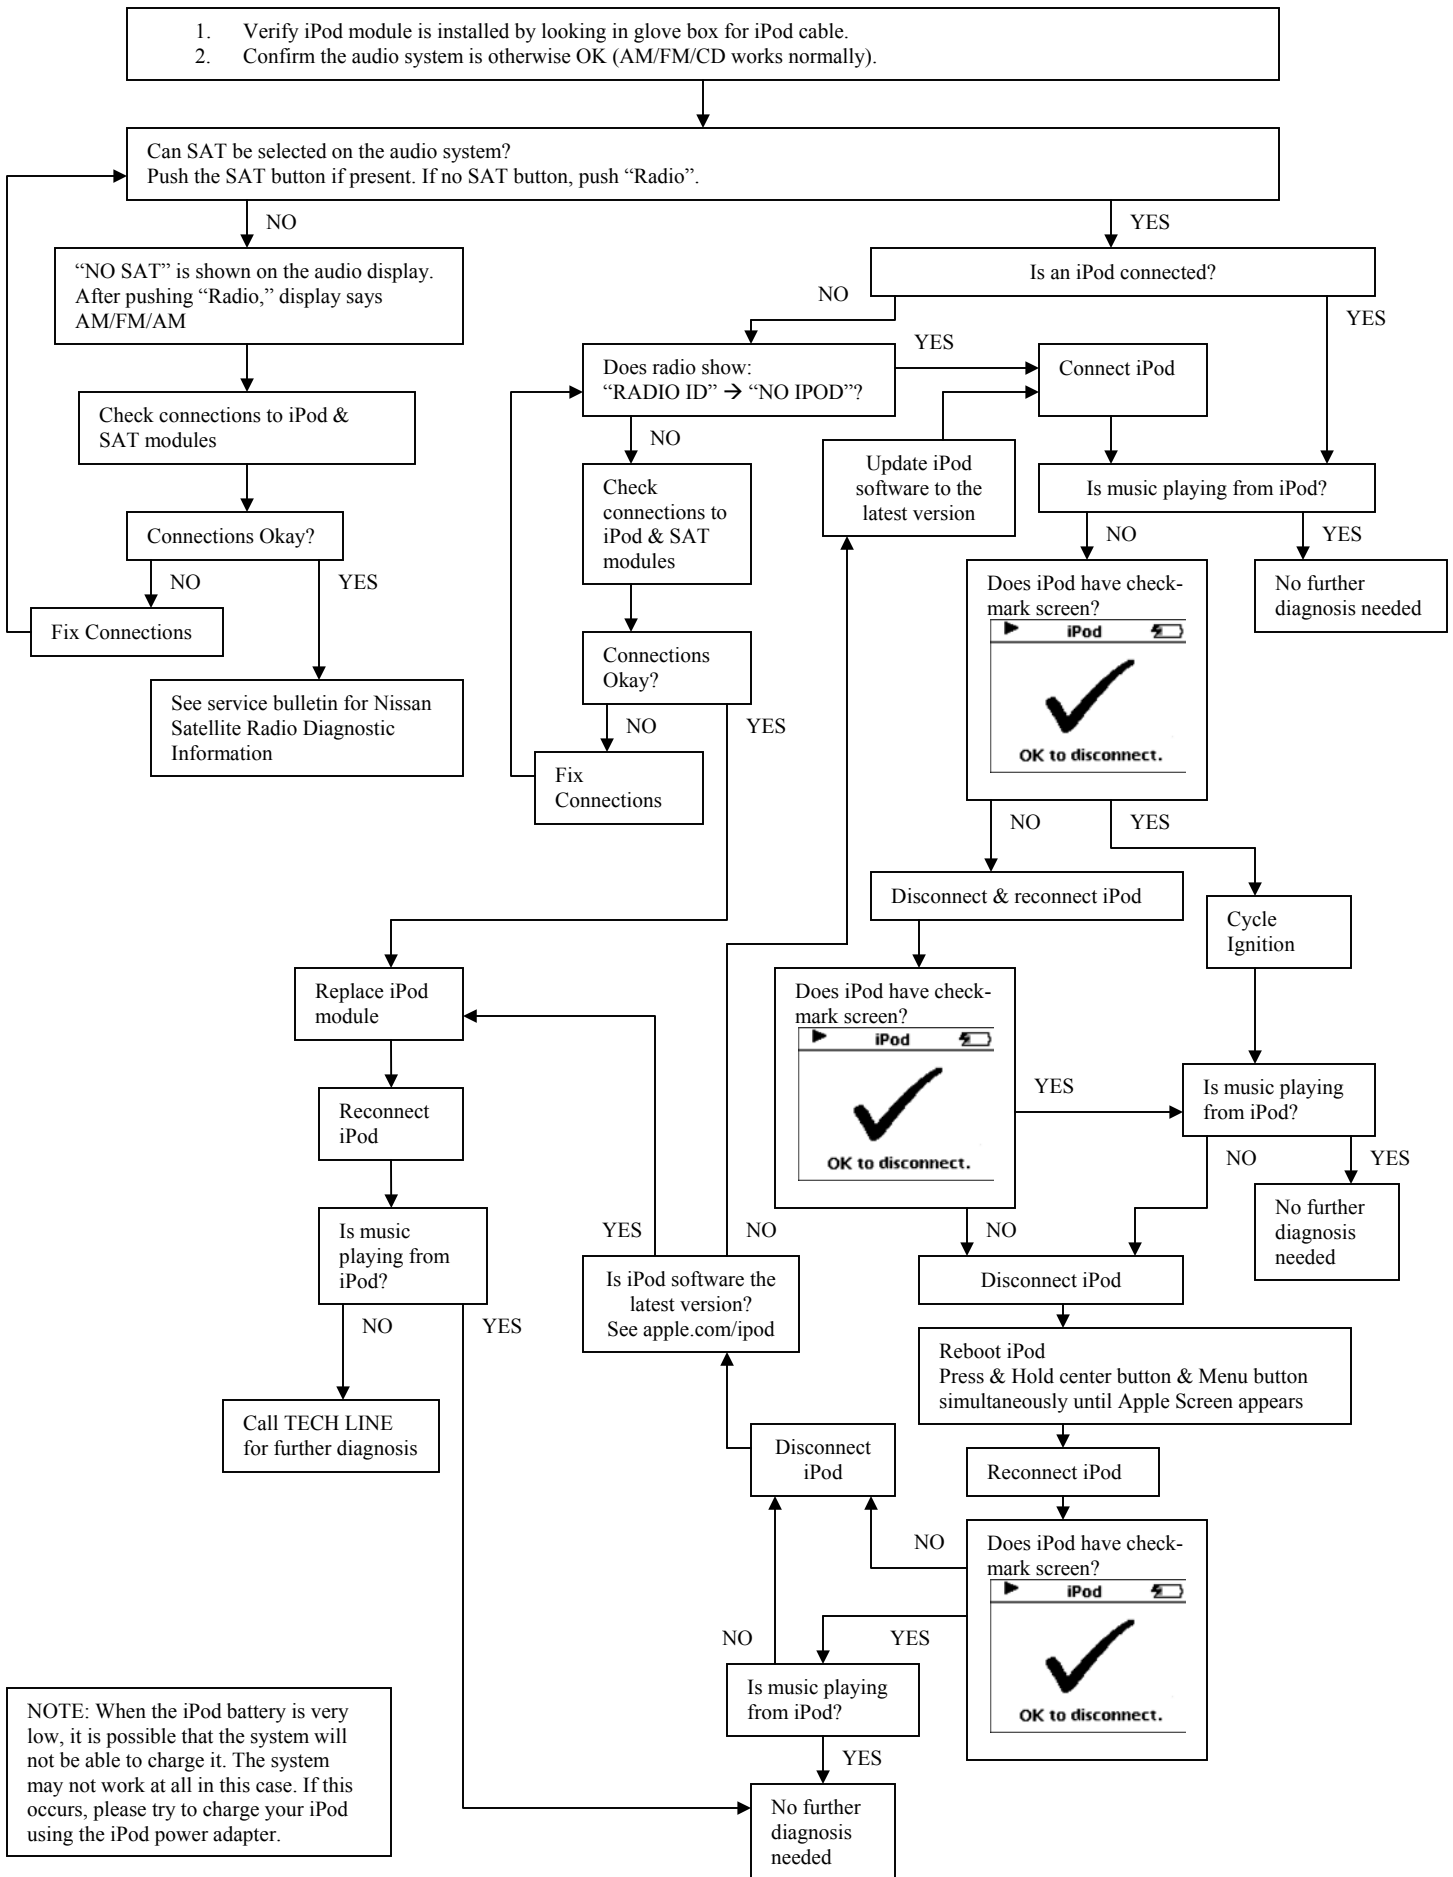 1. Verify iPod module is installed by looking in glove box for iPod cable.
2. Confirm the audio system is otherwise OK (AM/FM/CD works normally).
Can SAT be selected on the audio system?
Push the SAT button if present. If no SAT button, push “Radio”.
NO
YES
“NO SAT” is shown on the audio display.
After pushing “Radio,” display says
AM/FM/AM
Is an iPod connected?
NO
YES
Does radio show:
“RADIO ID” → “NO IPOD”?
YES
Connect iPod
Check connections to iPod &
SAT modules
NO
Update iPod
software to the
latest version
Is music playing from iPod?
Check
connections to
iPod & SAT
modules
Connections Okay?
NO
YES
NO
YES
Fix Connections
Does iPod have check-
mark screen?
iPod
OK to disconnect.
No further
diagnosis needed
Connections
Okay?
See service bulletin for Nissan
Satellite Radio Diagnostic
Information
NO
YES
Fix
Connections
NO
YES
Disconnect & reconnect iPod
Cycle
Ignition
Replace iPod
module
Does iPod have check-
mark screen?
iPod
OK to disconnect.
YES
Is music playing
from iPod?
Reconnect
iPod
NO
YES
Is music
playing from
iPod?
No further
diagnosis
needed
YES
NO
NO
Is iPod software the
latest version?
See apple.com/ipod
Disconnect iPod
NO
YES
Reboot iPod
Press & Hold center button & Menu button
simultaneously until Apple Screen appears
Call TECH LINE
for further diagnosis
Disconnect
iPod
Reconnect iPod
NO
Does iPod have check-
mark screen?
iPod
OK to disconnect.
NO
YES
Is music playing
from iPod?
YES
NOTE: When the iPod battery is very
low, it is possible that the system will
not be able to charge it. The system
may not work at all in this case. If this
occurs, please try to charge your iPod
using the iPod power adapter.
No further
diagnosis
needed